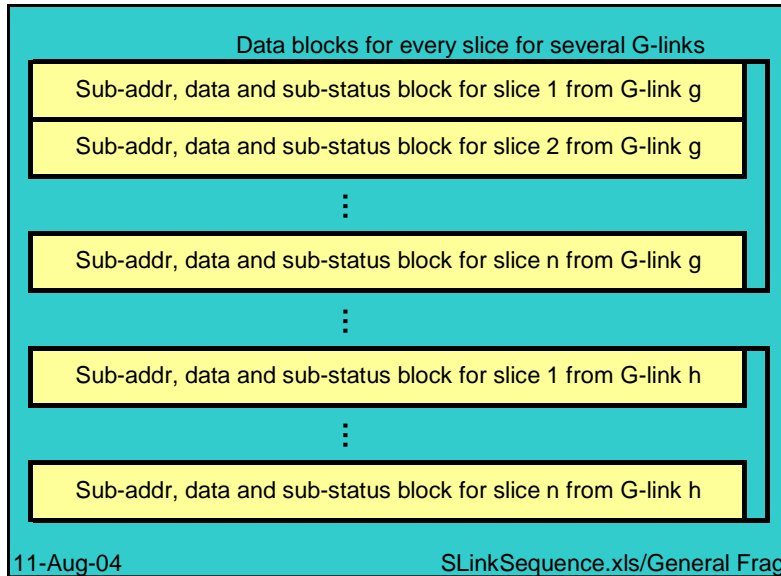 Data blocks for every slice for several G-links
Sub-addr, data and sub-status block for slice 1 from G-link g
Sub-addr, data and sub-status block for slice 2 from G-link g
⋮
Sub-addr, data and sub-status block for slice n from G-link g
⋮
Sub-addr, data and sub-status block for slice 1 from G-link h
⋮
Sub-addr, data and sub-status block for slice n from G-link h
11-Aug-04 SLinkSequence.xls/General Frag